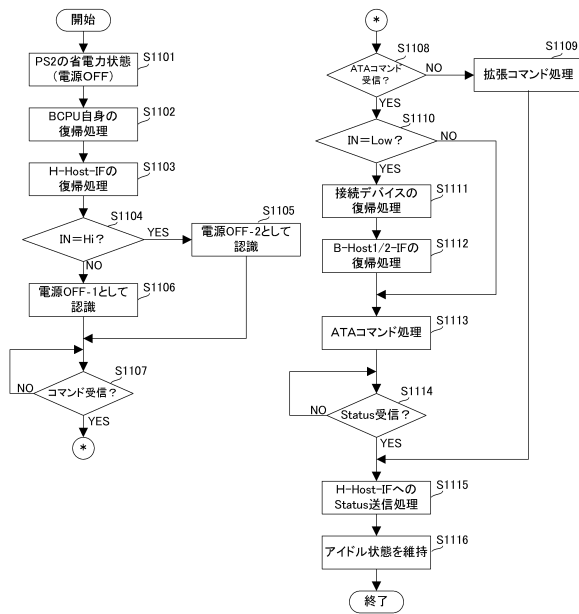 開始
PS2の省電力状態
(電源OFF)
S1101
BCPU自身の
復帰処理
S1102
H-Host-IFの
復帰処理
S1103
IN=Hi?
S1104
YES
NO
電源OFF-2として
認識
S1105
電源OFF-1として
認識
S1106
コマンド受信?
S1107
NO
YES
*
*
ATAコマンド
受信?
S1108
NO
YES
拡張コマンド処理
S1109
IN=Low?
S1110
NO
YES
接続デバイスの
復帰処理
S1111
B-Host1/2-IFの
復帰処理
S1112
ATAコマンド処理
S1113
Status受信?
S1114
NO
YES
H-Host-IFへの
Status送信処理
S1115
アイドル状態を維持
S1116
終了